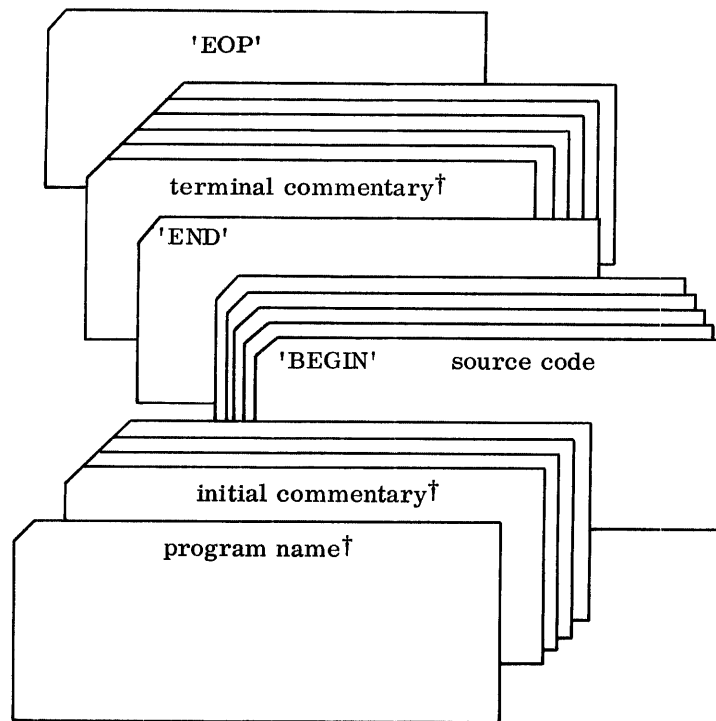 'EOP'
terminal commentary†
'END'
'BEGIN' source code
initial commentary†
program name†